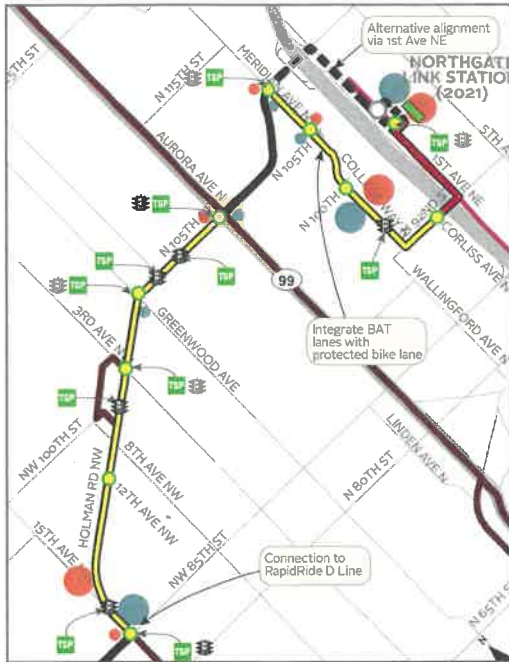 Alternative alignment
via 1st Ave NE
NORTHGATE
LINK STATION
(2021)
N 115TH ST
MERIDIAN AVE N
TSP
5TH A
TSP
1ST AVE NE
AURORA AVE N
N 105TH
COLL
WAY
N 100TH
N 92ND
CORLISS AVE N
TSP
N 105TH ST
TSP
TSP
TSP
99
WALLINGFORD AVE N
Integrate BAT
lanes with
protected bike lane
TSP
GREENWOOD AVE
3RD AVE N
TSP
TSP
LINDEN AVE N
NW 100TH ST
HOLMAN RD NW
8TH AVE NW
12TH AVE NW
N 80TH ST
15TH AVE
NW 85TH ST
Connection to
RapidRide D Line
TSP
TSP
N 65TH ST
N